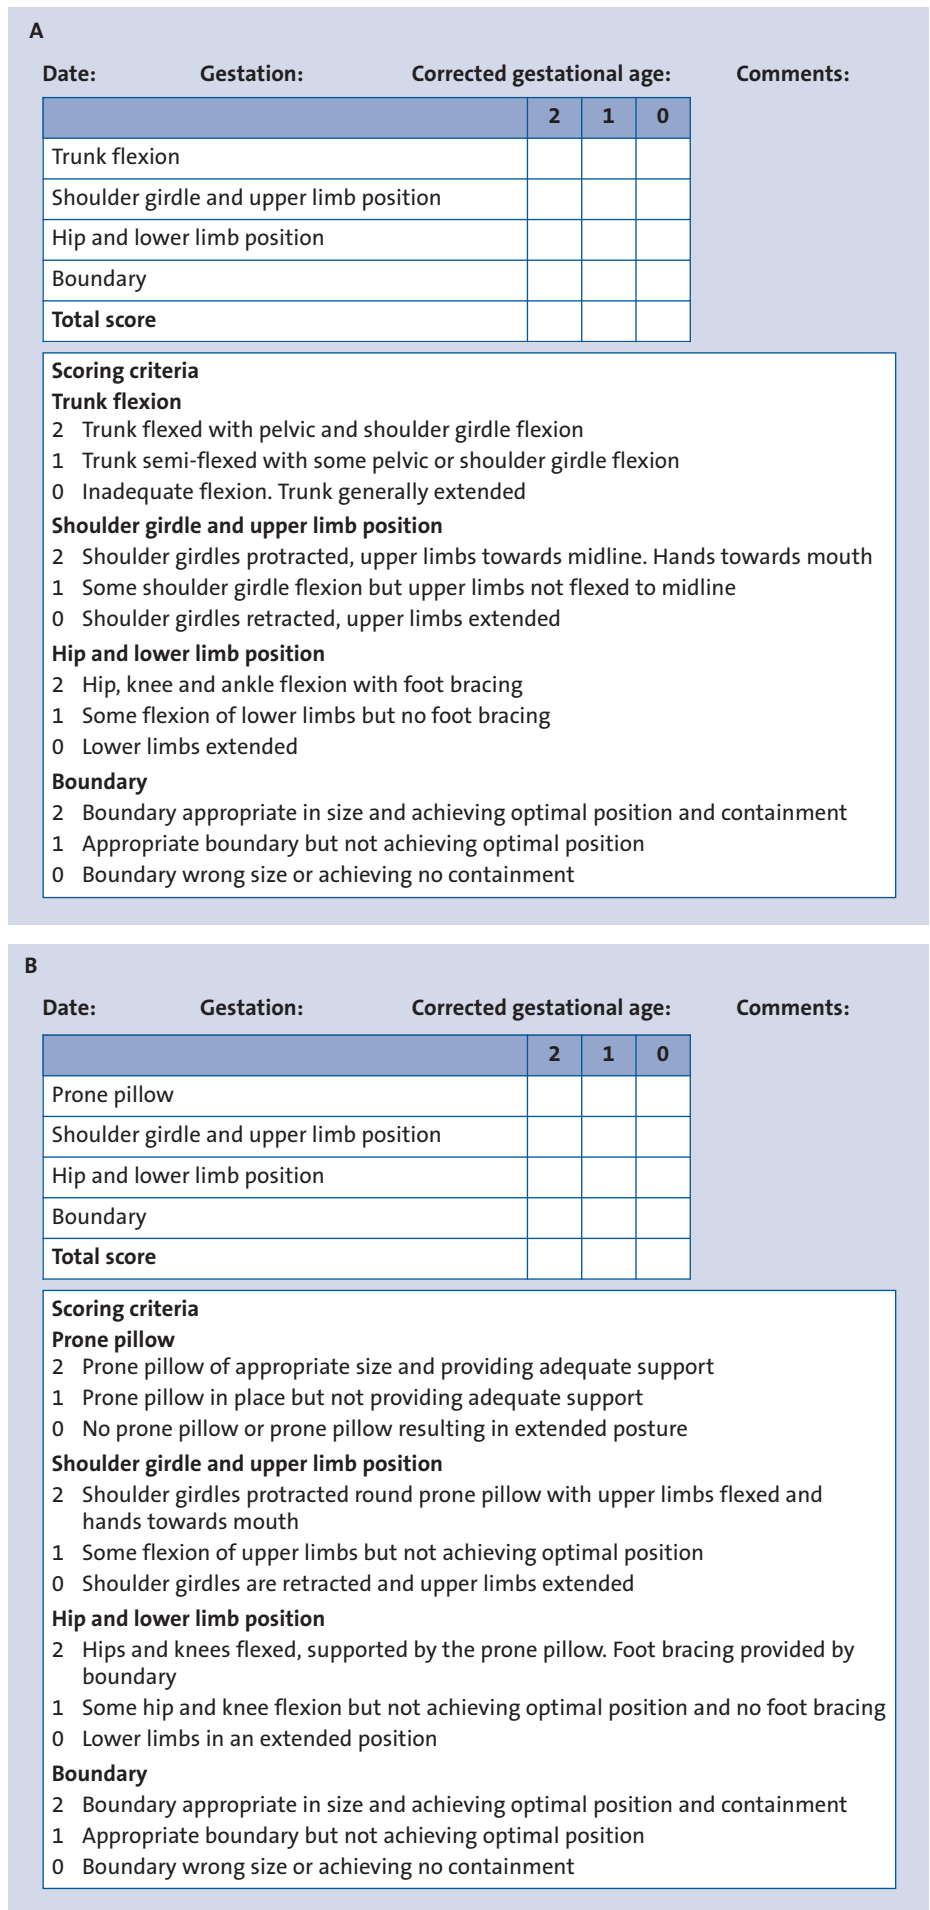 A
Date: Gestation: Corrected gestational age: Comments:
2 1 0
Trunk flexion
Shoulder girdle and upper limb position
Hip and lower limb position
Boundary
Total score
Scoring criteria
Trunk flexion
2 Trunk flexed with pelvic and shoulder girdle flexion
1 Trunk semi-flexed with some pelvic or shoulder girdle flexion
0 Inadequate flexion. Trunk generally extended
Shoulder girdle and upper limb position
2 Shoulder girdles protracted, upper limbs towards midline. Hands towards mouth
1 Some shoulder girdle flexion but upper limbs not flexed to midline
0 Shoulder girdles retracted, upper limbs extended
Hip and lower limb position
2 Hip, knee and ankle flexion with foot bracing
1 Some flexion of lower limbs but no foot bracing
0 Lower limbs extended
Boundary
2 Boundary appropriate in size and achieving optimal position and containment
1 Appropriate boundary but not achieving optimal position
0 Boundary wrong size or achieving no containment
B
Date: Gestation: Corrected gestational age: Comments:
2 1 0
Prone pillow
Shoulder girdle and upper limb position
Hip and lower limb position
Boundary
Total score
Scoring criteria
Prone pillow
2 Prone pillow of appropriate size and providing adequate support
1 Prone pillow in place but not providing adequate support
0 No prone pillow or prone pillow resulting in extended posture
Shoulder girdle and upper limb position
2 Shoulder girdles protracted round prone pillow with upper limbs flexed and
hands towards mouth
1 Some flexion of upper limbs but not achieving optimal position
0 Shoulder girdles are retracted and upper limbs extended
Hip and lower limb position
2 Hips and knees flexed, supported by the prone pillow. Foot bracing provided by
boundary
1 Some hip and knee flexion but not achieving optimal position and no foot bracing
0 Lower limbs in an extended position
Boundary
2 Boundary appropriate in size and achieving optimal position and containment
1 Appropriate boundary but not achieving optimal position
0 Boundary wrong size or achieving no containment